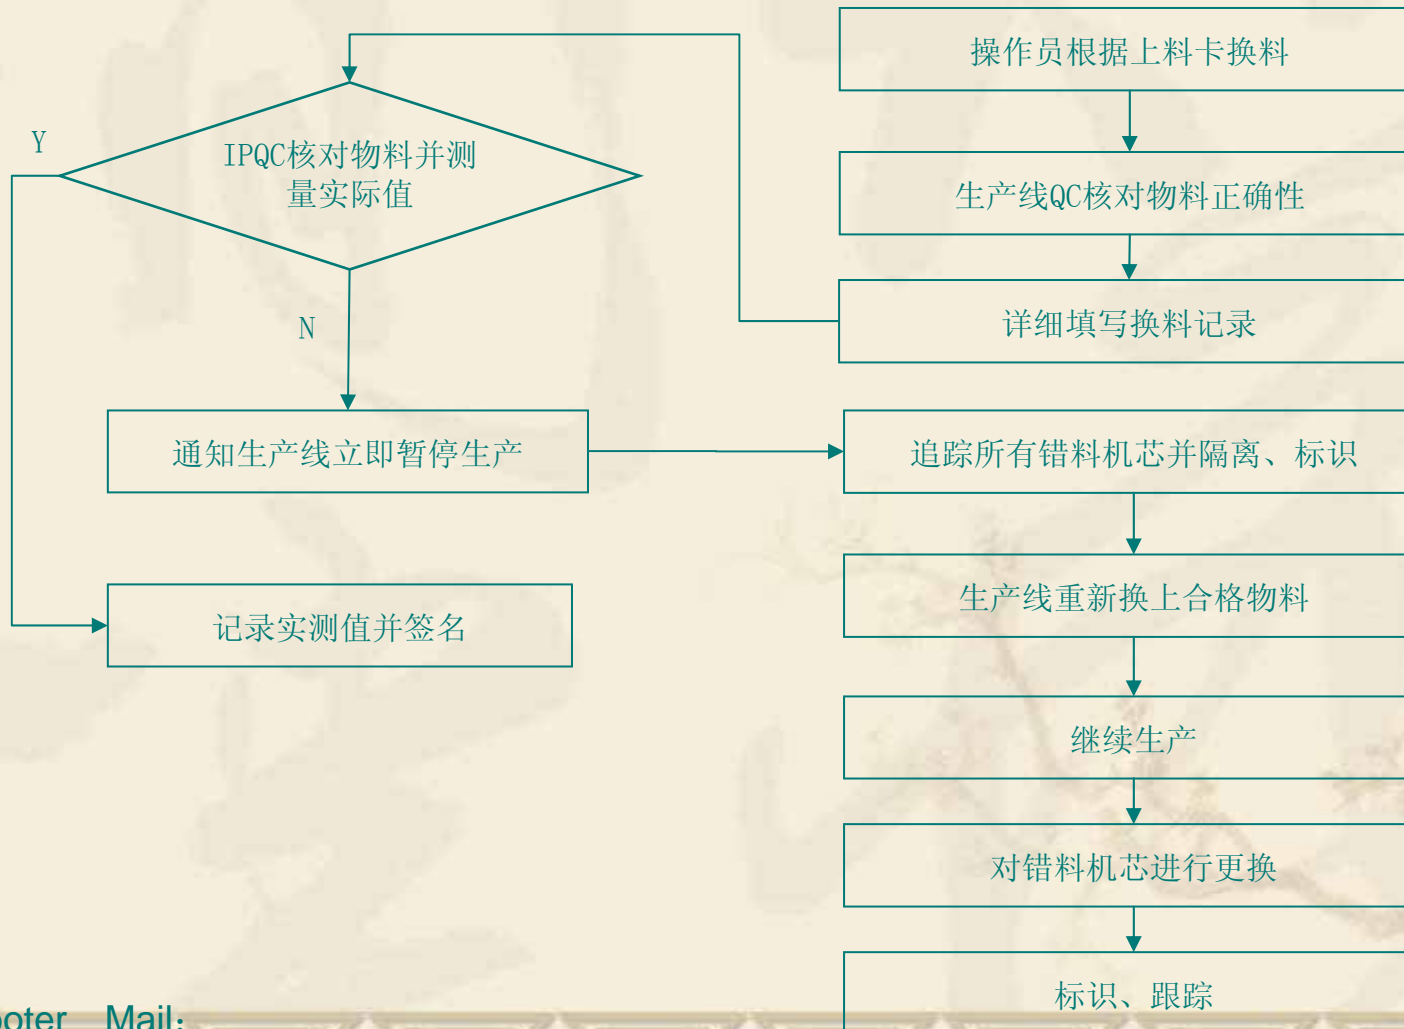 操作员根据上料卡换料
生产线QC核对物料正确性
详细填写换料记录
IPQC核对物料并测
量实际值
Y
N
通知生产线立即暂停生产
记录实测值并签名
追踪所有错料机芯并隔离、标识
生产线重新换上合格物料
继续生产
对错料机芯进行更换
标识、跟踪
Mail: